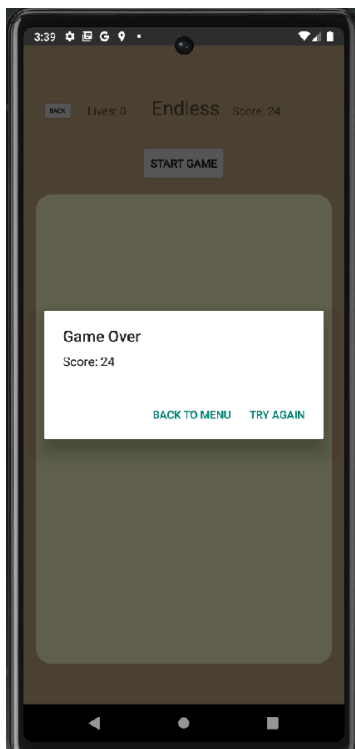 3:39
BACK Lives: 0 Endless Score: 24
START GAME
Game Over
Score: 24
BACK TO MENU TRY AGAIN